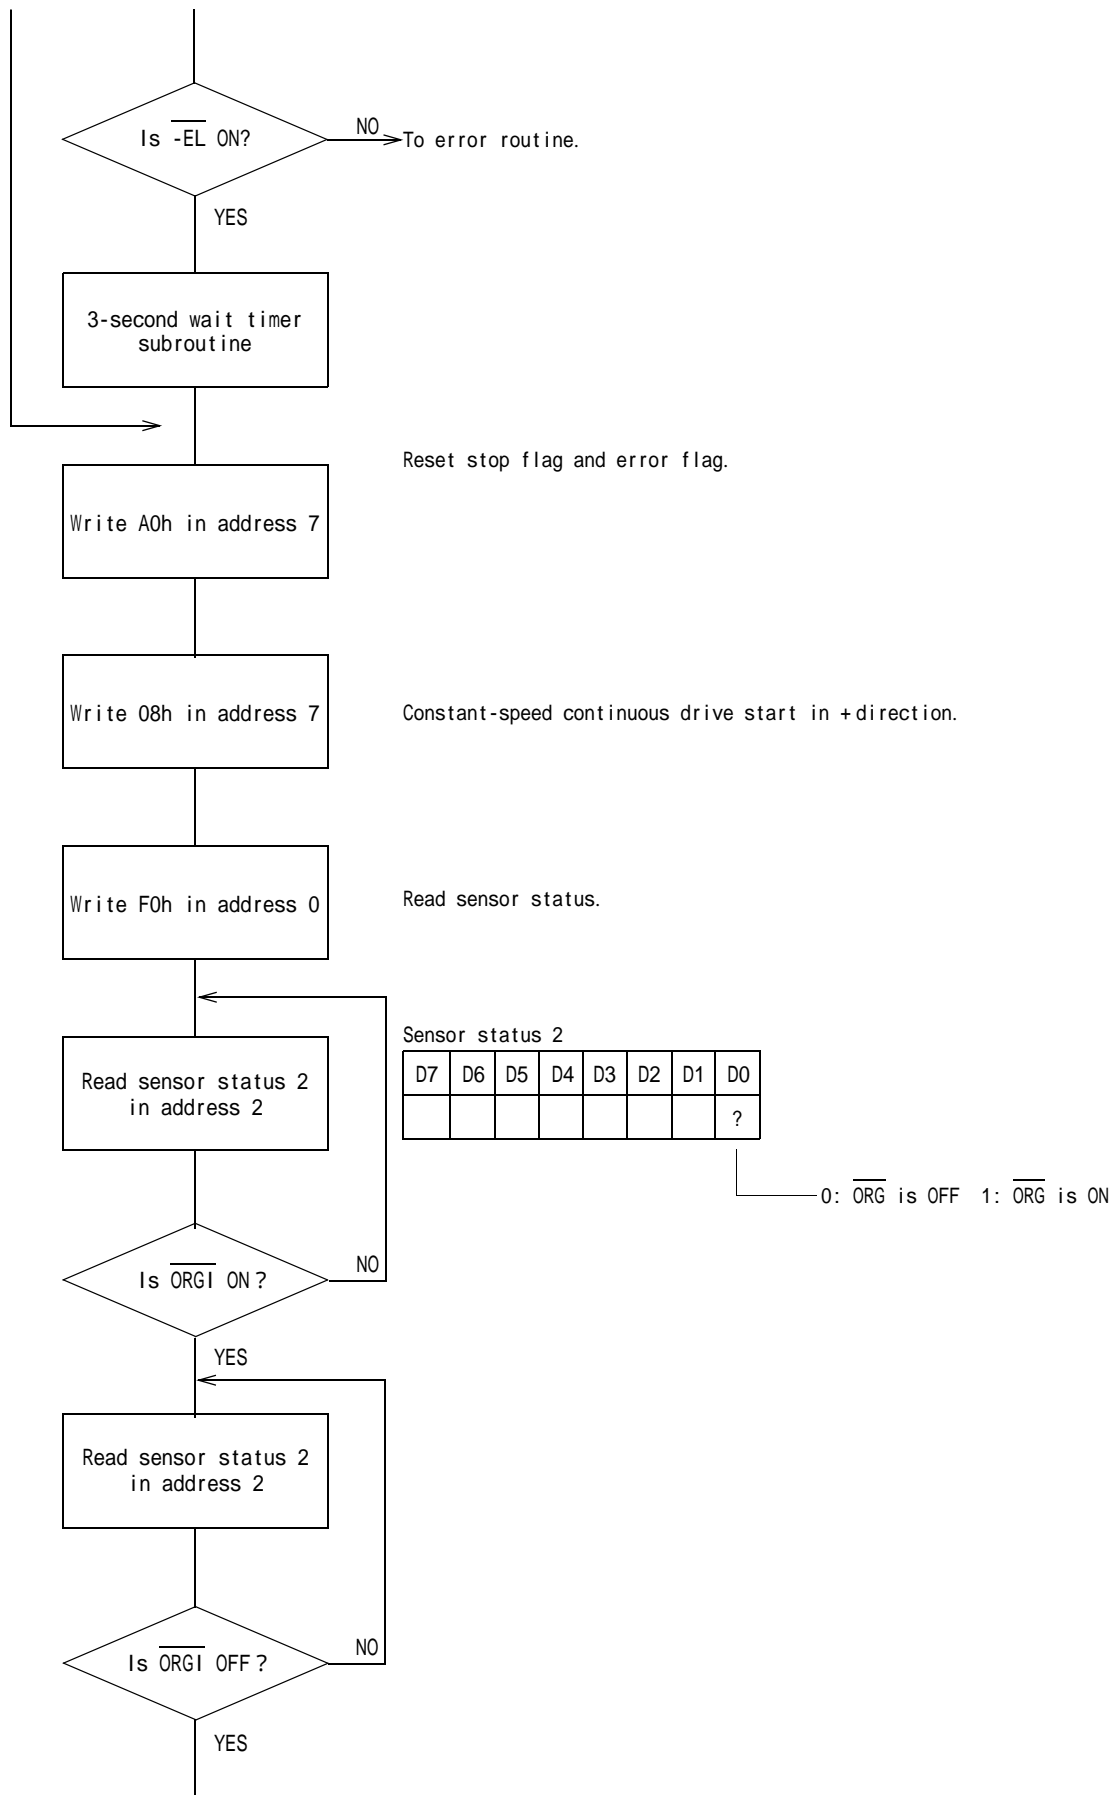 Is -EL ON?
NO
To error routine.
YES
3-second wait timer
subroutine
Reset stop flag and error flag.
Write A0h in address 7
Write 08h in address 7
Constant-speed continuous drive start in +direction.
Write F0h in address 0
Read sensor status.
Sensor status 2
D7 D6 D5 D4 D3 D2 D1 D0
?
Read sensor status 2
in address 2
0: ORG is OFF 1: ORG is ON
Is ORGI ON?
NO
YES
Read sensor status 2
in address 2
Is ORGI OFF?
NO
YES